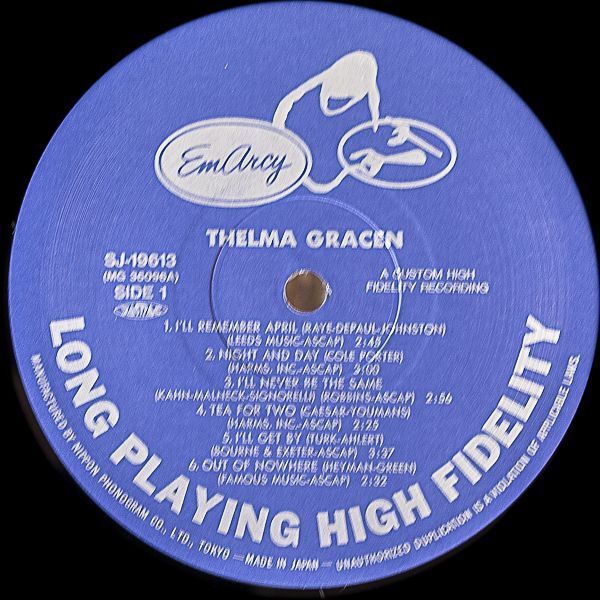 EmArcy
THELMA GRACEN
SJ-19613
(MG 36096A)
SIDE 1
A CUSTOM HIGH
FIDELITY RECORDING
1. I'LL REMEMBER APRIL (RAYE-DEPAUL-JOHNSTON)
(LEEDS MUSIC-ASCAP) 2:45
2. NIGHT AND DAY (COLE PORTER)
(HARMS, INC.-ASCAP) 3:00
3. I'LL NEVER BE THE SAME
(KAHN-MALNECK-SIGNORELLI) (ROBBINS-ASCAP) 2:56
4. TEA FOR TWO (CAESAR-YOUMANS)
(HARMS, INC.-ASCAP) 2:25
5. I'LL GET BY (TURK-AHLERT)
(BOURNE & EXETER-ASCAP) 3:37
6. OUT OF NOWHERE (HEYMAN-GREEN)
(FAMOUS MUSIC-ASCAP) 2:32
LONG PLAYING HIGH FIDELITY
MANUFACTURED BY NIPPON PHONOGRAM CO., LTD., TOKYO — MADE IN JAPAN — UNAUTHORIZED DUPLICATION IS A VIOLATION OF APPLICABLE LAWS.